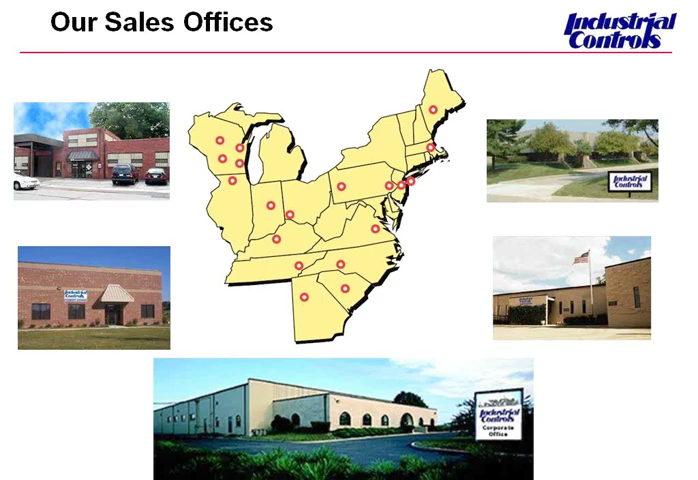 Our Sales Offices
Industrial
Controls
Industrial
Controls
Industrial
Controls
Industrial
Controls
Corporate
Office